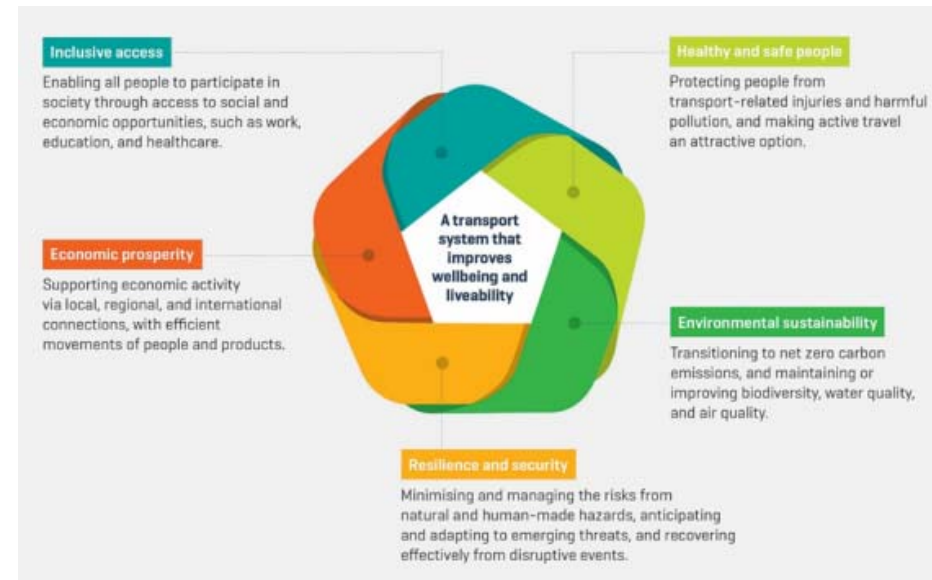 Inclusive access
Enabling all people to participate in
society through access to social and
economic opportunities, such as work,
education, and healthcare.
Healthy and safe people
Protecting people from
transport-related injuries and harmful
pollution, and making active travel
an attractive option.
A transport
system that
improves
wellbeing and
liveability
Economic prosperity
Supporting economic activity
via local, regional, and international
connections, with efficient
movements of people and products.
Environmental sustainability
Transitioning to net zero carbon
emissions, and maintaining or
improving biodiversity, water quality,
and air quality.
Resilience and security
Minimising and managing the risks from
natural and human-made hazards, anticipating
and adapting to emerging threats, and recovering
effectively from disruptive events.